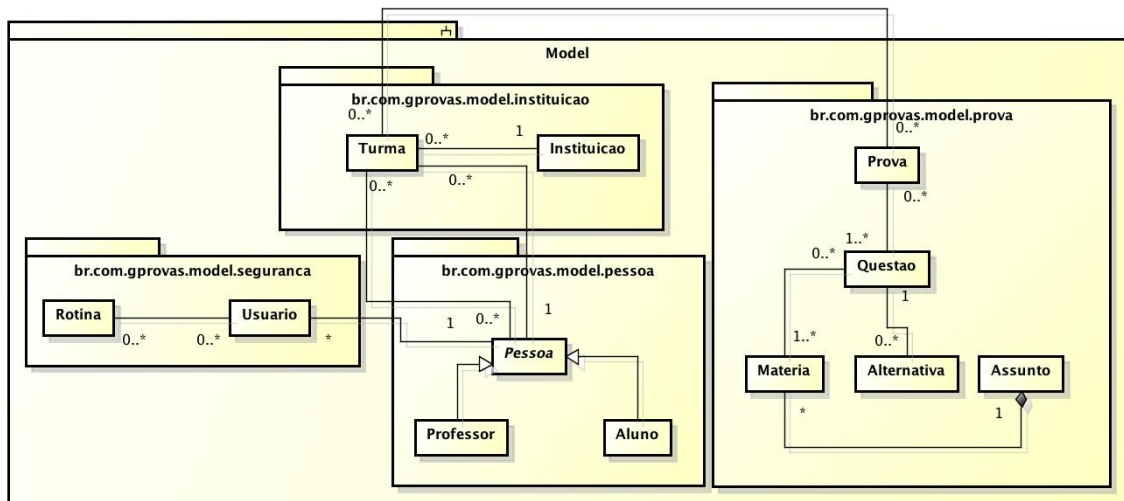 Model
br.com.gprovas.model.instituicao
0..*
Turma
0..*
1
Instituicao
0..*
0..*
br.com.gprovas.model.prova
0..*
Prova
0..*
1..*
0..*
Questao
1
1..*
0..*
Materia
Alternativa
Assunto
*
1
br.com.gprovas.model.seguranca
Rotina
0..*
0..*
Usuario
*
br.com.gprovas.model.pessoa
1
0..*
1
Pessoa
Professor
Aluno